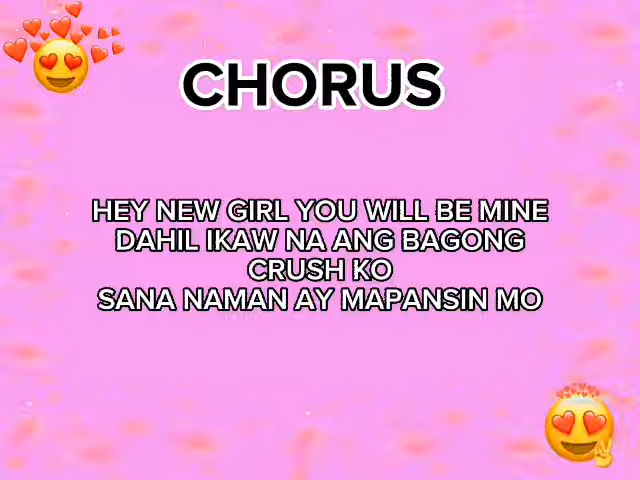 CHORUS
HEY NEW GIRL YOU WILL BE MINE
DAHIL IKAW NA ANG BAGONG
CRUSH KO
SANA NAMAN AY MAPANSIN MO